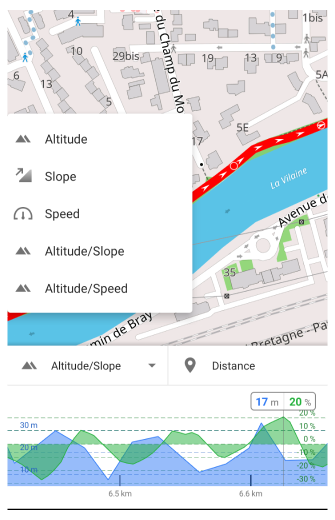 4
1bis
10
29bis
19
13
9
6
13
5
du Champ du Mo
5A
5E
17
La Vilaine
Avenue d
35
min de Bray
Bretagne - Pa
Altitude
Slope
Speed
Altitude/Slope
Altitude/Speed
Altitude/Slope
Distance
17 m 20 %
30 m
20 m
10 m
20 %
10 %
0 %
-10 %
-20 %
-30 %
6.5 km
6.6 km